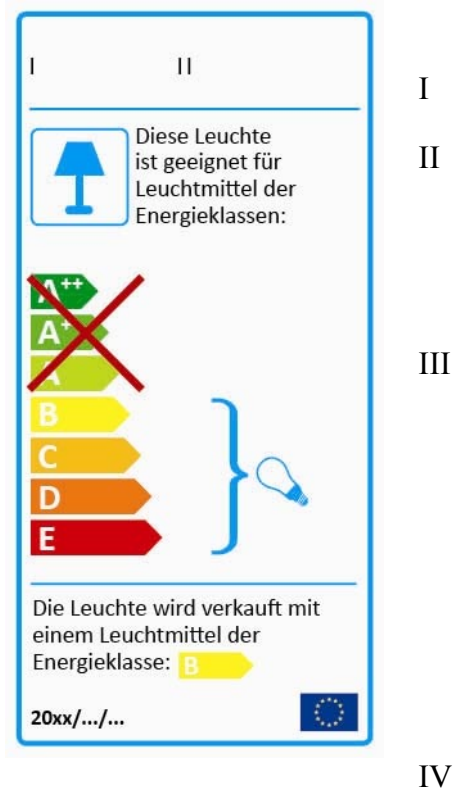 I II
I
Diese Leuchte
ist geeignet für
Leuchtmittel der
Energieklassen:
II
A++
A+
A
III
B
C
D
E
Die Leuchte wird verkauft mit
einem Leuchtmittel der
Energieklasse: B
20xx/.../...
IV